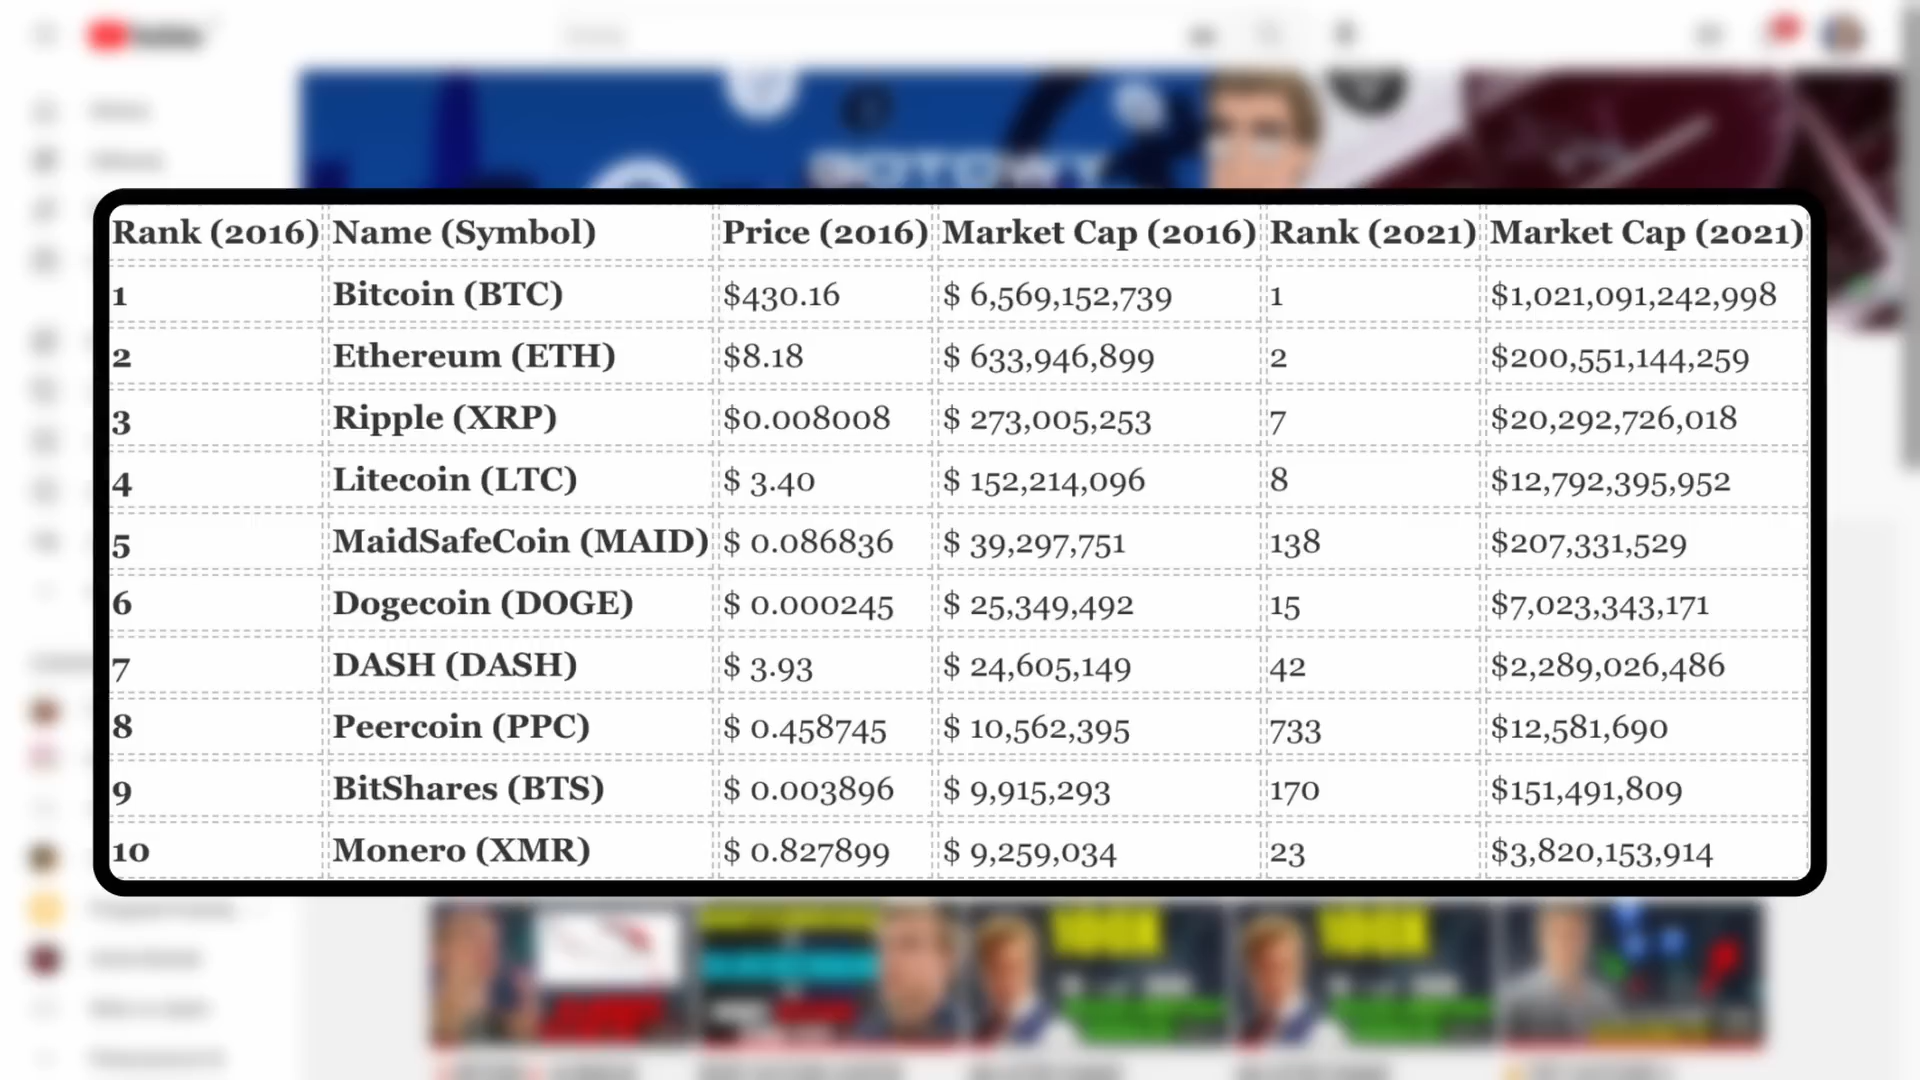 Rank (2016) Name (Symbol) Price (2016) Market Cap (2016) Rank (2021) Market Cap (2021)
1 Bitcoin (BTC) $430.16 $ 6,569,152,739 1 $1,021,091,242,998
2 Ethereum (ETH) $8.18 $ 633,946,899 2 $200,551,144,259
3 Ripple (XRP) $0.008008 $ 273,005,253 7 $20,292,726,018
4 Litecoin (LTC) $ 3.40 $ 152,214,096 8 $12,792,395,952
5 MaidSafeCoin (MAID) $ 0.086836 $ 39,297,751 138 $207,331,529
6 Dogecoin (DOGE) $ 0.000245 $ 25,349,492 15 $7,023,343,171
7 DASH (DASH) $ 3.93 $ 24,605,149 42 $2,289,026,486
8 Peercoin (PPC) $ 0.458745 $ 10,562,395 733 $12,581,690
9 BitShares (BTS) $ 0.003896 $ 9,915,293 170 $151,491,809
10 Monero (XMR) $ 0.827899 $ 9,259,034 23 $3,820,153,914